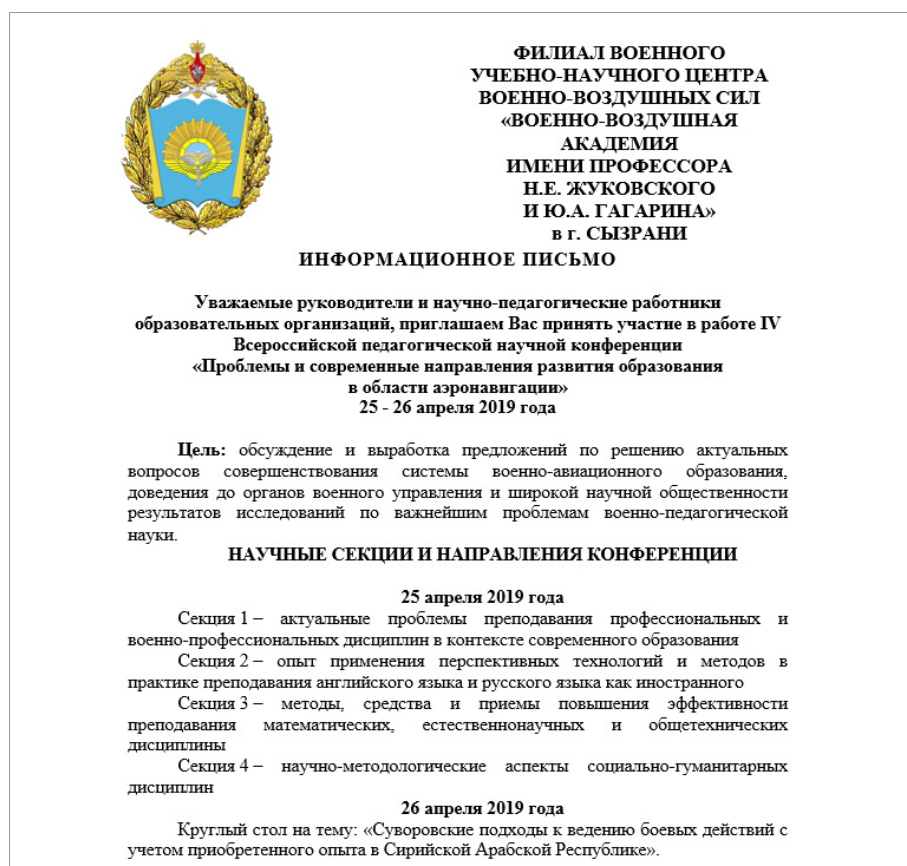 ФИЛИАЛ ВОЕННОГО
УЧЕБНО-НАУЧНОГО ЦЕНТРА
ВОЕННО-ВОЗДУШНЫХ СИЛ
«ВОЕННО-ВОЗДУШНАЯ
АКАДЕМИЯ
ИМЕНИ ПРОФЕССОРА
Н.Е. ЖУКОВСКОГО
И Ю.А. ГАГАРИНА»
в г. СЫЗРАНИ
ИНФОРМАЦИОННОЕ ПИСЬМО
Уважаемые руководители и научно-педагогические работники
образовательных организаций, приглашаем Вас принять участие в работе IV
Всероссийской педагогической научной конференции
«Проблемы и современные направления развития образования
в области аэронавигации»
25 - 26 апреля 2019 года
Цель: обсуждение и выработка предложений по решению актуальных
вопросов совершенствования системы военно-авиационного образования,
доведения до органов военного управления и широкой научной общественности
результатов исследований по важнейшим проблемам военно-педагогической
науки.
НАУЧНЫЕ СЕКЦИИ И НАПРАВЛЕНИЯ КОНФЕРЕНЦИИ
25 апреля 2019 года
Секция 1 – актуальные проблемы преподавания профессиональных и
военно-профессиональных дисциплин в контексте современного образования
Секция 2 – опыт применения перспективных технологий и методов в
практике преподавания английского языка и русского языка как иностранного
Секция 3 – методы, средства и приемы повышения эффективности
преподавания математических, естественнонаучных и общетехнических
дисциплины
Секция 4 – научно-методологические аспекты социально-гуманитарных
дисциплин
26 апреля 2019 года
Круглый стол на тему: «Суворовские подходы к ведению боевых действий с
учетом приобретенного опыта в Сирийской Арабской Республике».